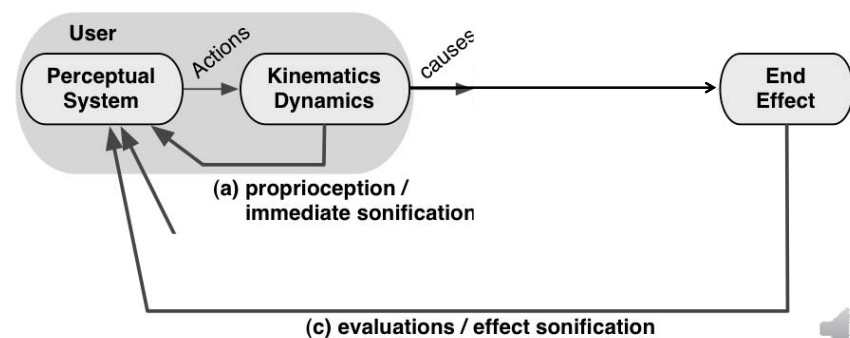 User
Actions
causes
Perceptual
System
Kinematics
Dynamics
End
Effect
(a) proprioception /
immediate sonification
(c) evaluations / effect sonification